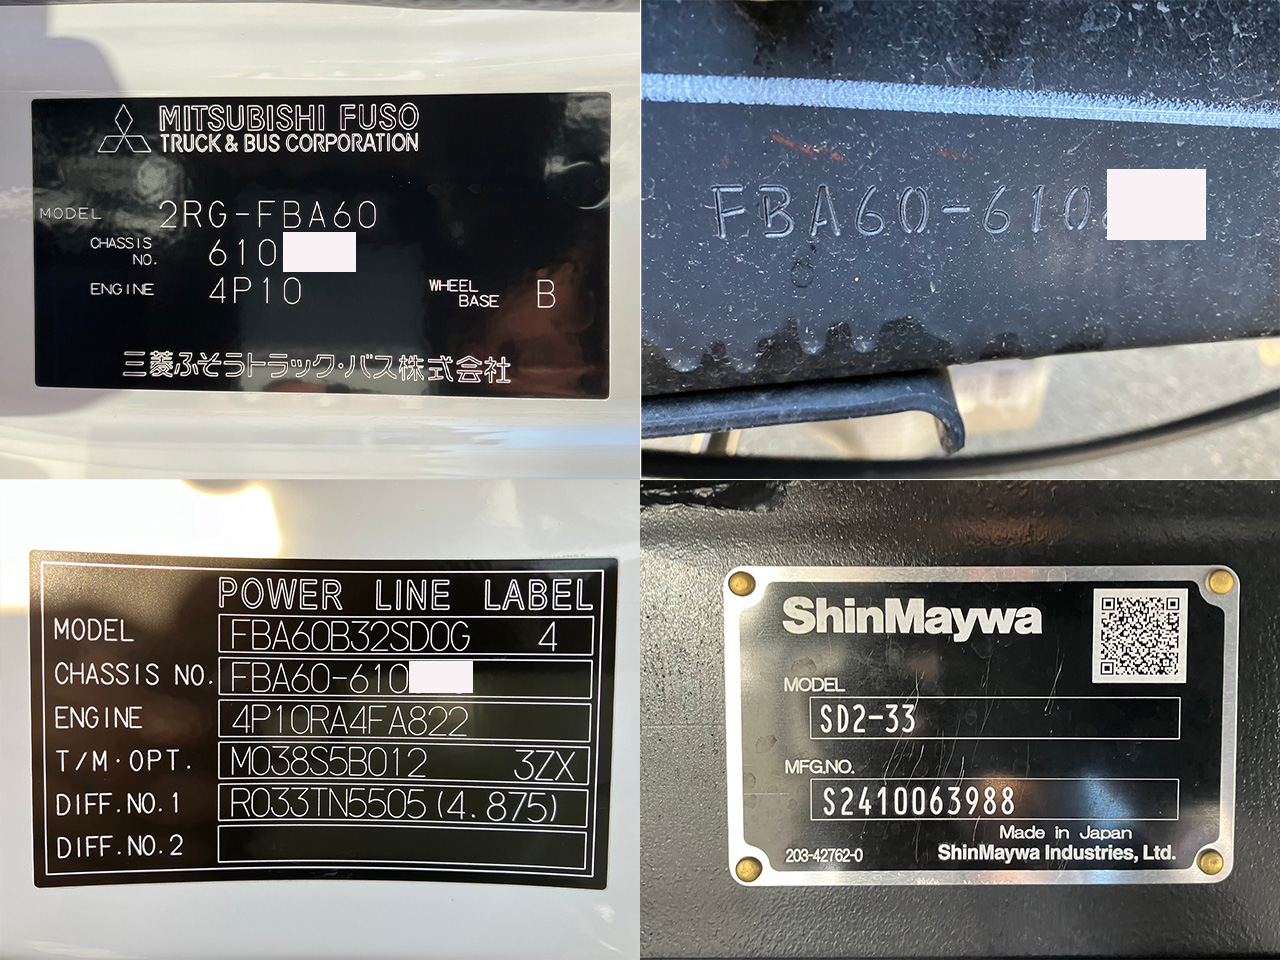 MITSUBISHI FUSO
TRUCK & BUS CORPORATION
MODEL 2RG-FBA60
CHASSIS NO. 610
ENGINE 4P10 WHEEL BASE B
三菱ふそうトラック・バス株式会社
FBA60-610
POWER LINE LABEL
MODEL FBA60B32SD0G 4
CHASSIS NO. FBA60-610
ENGINE 4P10RA4FA822
T/M・OPT. M038S5B012 3ZX
DIFF.NO.1 R033TN5505(4.875)
DIFF.NO.2
ShinMaywa
MODEL
SD2-33
MFG.NO.
S2410063988
Made in Japan
203-42762-0 ShinMaywa Industries, Ltd.